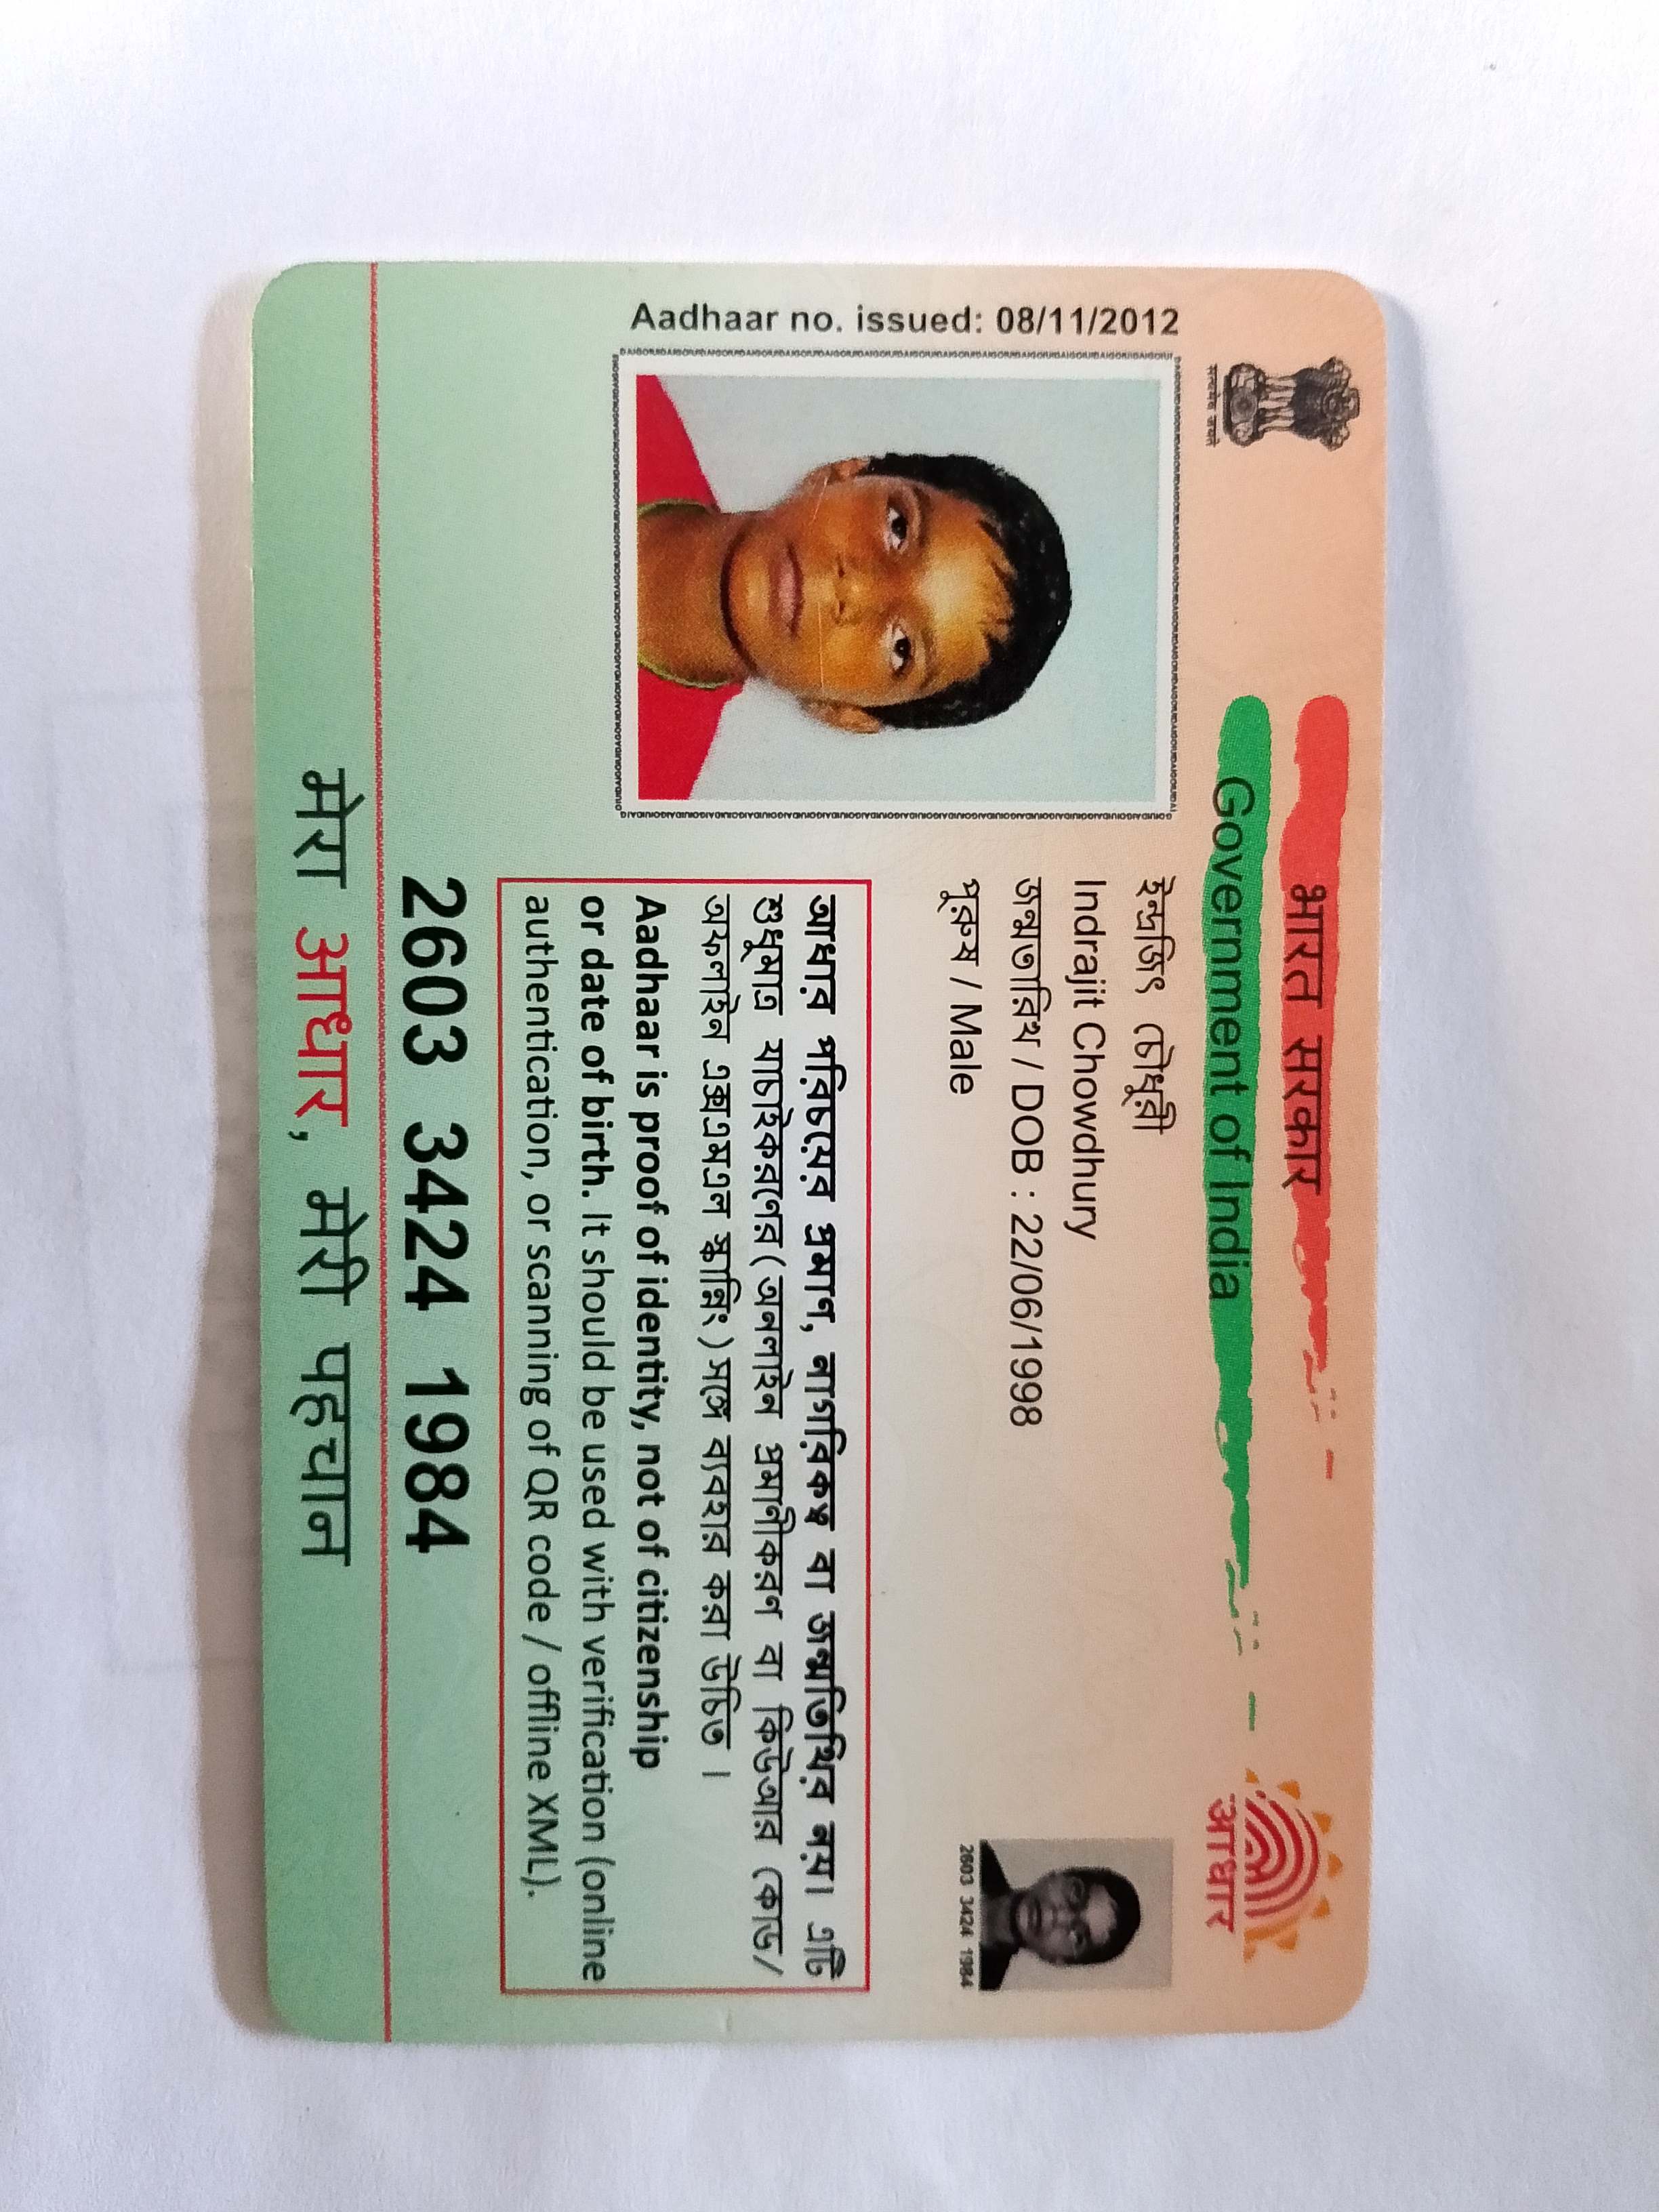 भारत सरकार
Government of India
आधार
सत्यमेव जयते
Aadhaar no. issued: 08/11/2012
ইন্দ্রজিৎ চৌধুরী
Indrajit Chowdhury
জন্মতারিখ / DOB : 22/06/1998
পুরুষ / Male
2603 3424 1984
আধার পরিচয়ের প্রমাণ, নাগরিকত্ব বা জন্মতিথির নয়। এটি
শুধুমাত্র যাচাইকরণের ( অনলাইন প্রমাণীকরণ বা কিউআর কোড/
অফলাইন এক্সএমএল স্ক্যানিং ) সঙ্গে ব্যবহার করা উচিত ।
Aadhaar is proof of identity, not of citizenship
or date of birth. It should be used with verification (online
authentication, or scanning of QR code / offline XML).
2603 3424 1984
मेरा आधार, मेरी पहचान